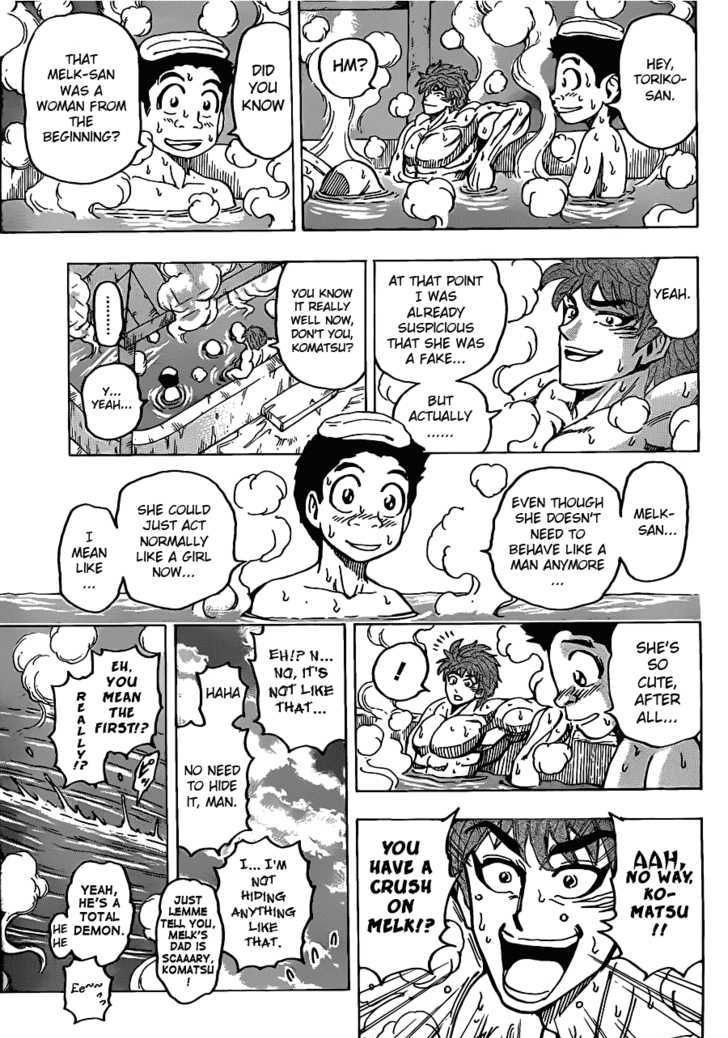 HEY,
TORIKO-
SAN.
HM?
DID
YOU
KNOW
THAT
MELK-SAN
WAS A
WOMAN FROM
THE
BEGINNING?
YEAH.
AT THAT POINT
I WAS
ALREADY
SUSPICIOUS
THAT SHE WAS
A FAKE...
BUT
ACTUALLY
......
YOU KNOW
IT REALLY
WELL NOW,
DON'T YOU,
KOMATSU?
........
Y...
YEAH...
MELK-
SAN...
EVEN THOUGH
SHE DOESN'T
NEED TO
BEHAVE LIKE A
MAN ANYMORE
...
SHE COULD
JUST ACT
NORMALLY
LIKE A GIRL
NOW...
I
MEAN
LIKE
...
SHE'S
SO
CUTE,
AFTER
ALL...
!
AAH,
NO WAY,
KO-
MATSU
!!
YOU
HAVE A
CRUSH
ON
MELK!?
EH!? N...
NO, IT'S
NOT LIKE
THAT...
HAHA
NO NEED
TO HIDE
IT, MAN.
I... I'M
NOT
HIDING
ANYTHING
LIKE
THAT.
JUST
LEMME
TELL YOU,
MELK'S
DAD IS
SCAAARY,
KOMATSU
!
EH,
YOU
MEAN
THE
FIRST!?
REALLY!?
YEAH,
HE'S A
TOTAL
DEMON.
HE
HE
Ee~~